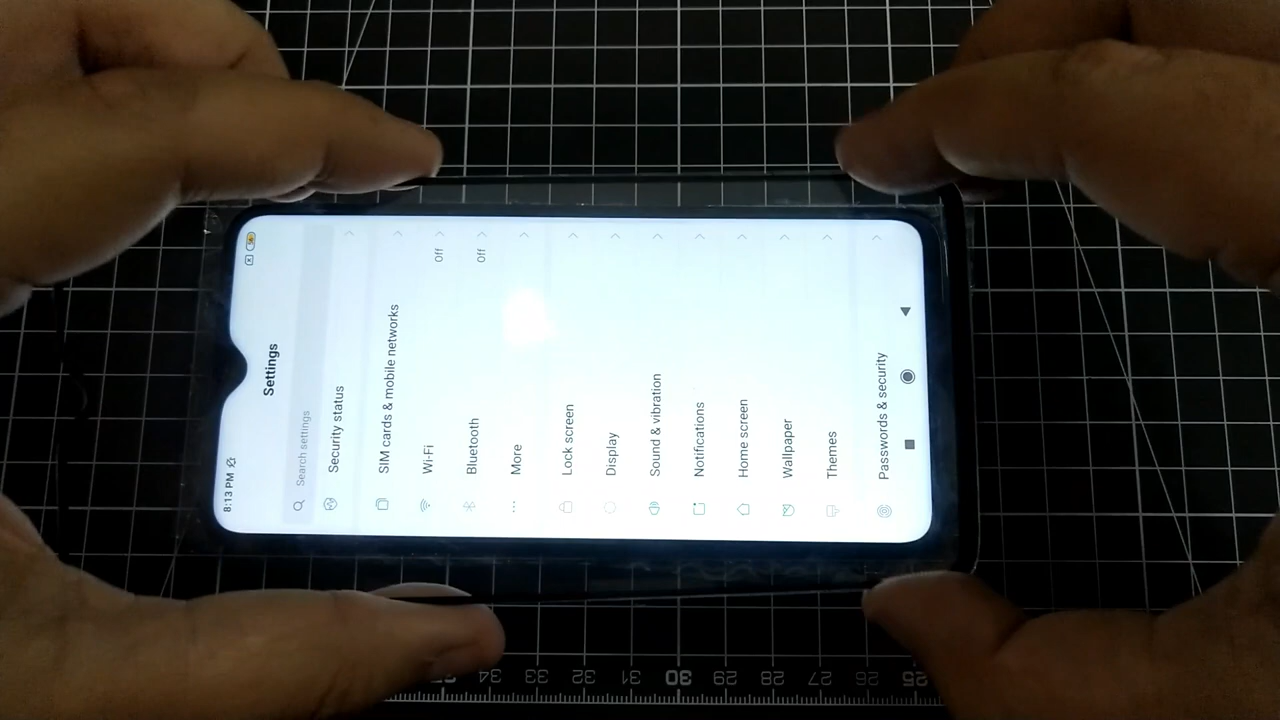 8:13 PM
Settings
Search settings
Security status
SIM cards & mobile networks
Wi-Fi
Off
Bluetooth
Off
More
Lock screen
Display
Sound & vibration
Notifications
Home screen
Wallpaper
Themes
Passwords & security
34 33 32 31 30 29 28 27 26 25